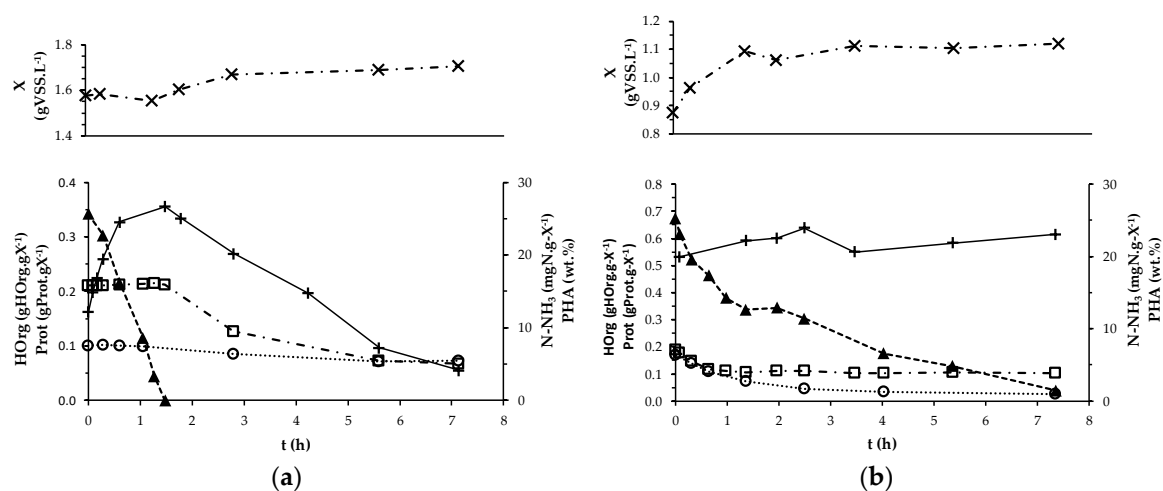 1.8
1.6
1.4
X
(gVSS.L⁻¹)
0.4
0.3
0.2
0.1
0.0
HOrg (gHOrg.gX⁻¹)
Prot (gProt.gX⁻¹)
30
20
10
0
N-NH₃ (mgN.g-X⁻¹)
PHA (wt.%)
0 1 2 3 4 5 6 7 8
t (h)
(a)
1.2
1.1
1.0
0.9
0.8
X
(gVSS.L⁻¹)
0.8
0.7
0.6
0.5
0.4
0.3
0.2
0.1
0.0
HOrg (gHOrg.g-X⁻¹)
Prot (gProt.g-X⁻¹)
30
20
10
0
N-NH₃ (mgN.g-X⁻¹)
PHA (wt.%)
0 1 2 3 4 5 6 7 8
t (h)
(b)